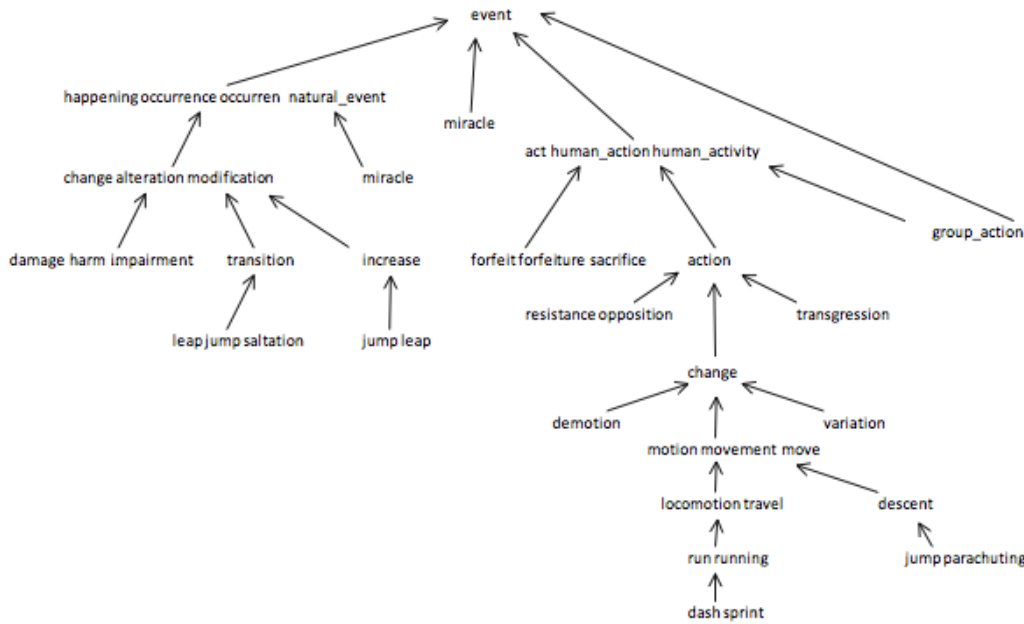 event
happening occurrence occurren natural_event
miracle
act human_action human_activity
change alteration modification
miracle
group_action
damage harm impairment
transition
increase
forfeit forfeiture sacrifice
action
resistance opposition
transgression
leap jump saltation
jump leap
change
demotion
variation
motion movement move
locomotion travel
descent
run running
jump parachuting
dash sprint